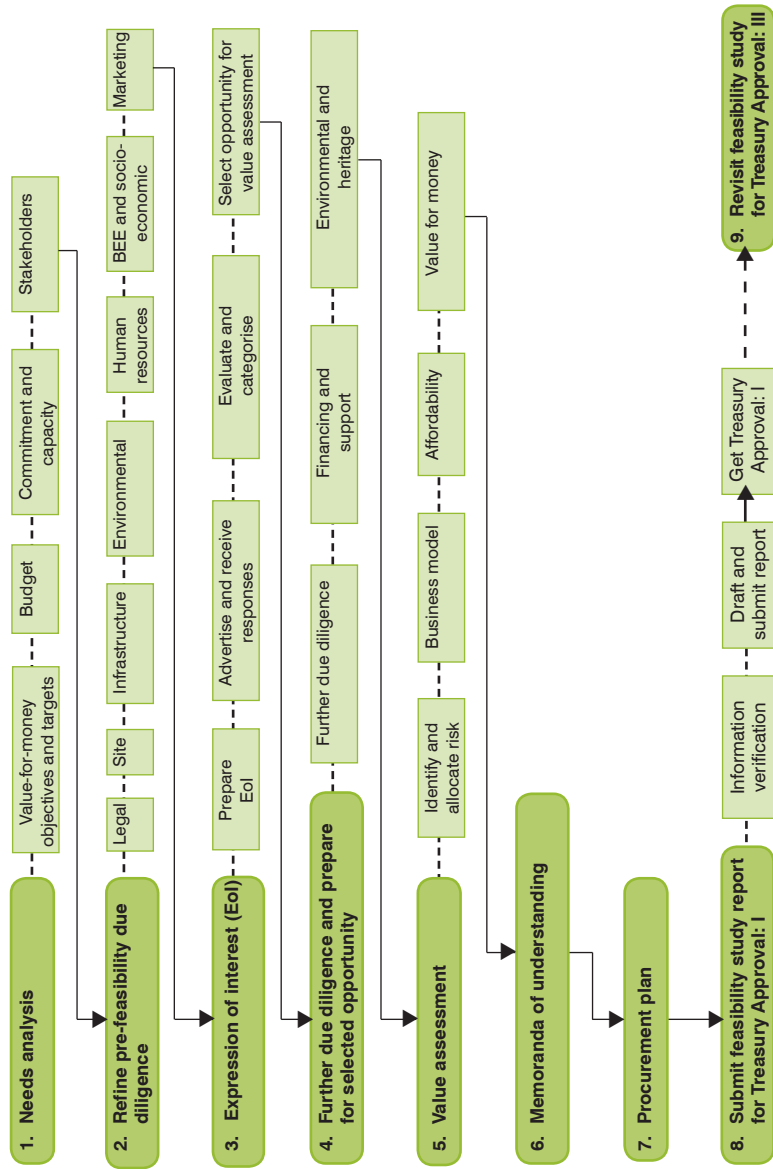 1. Needs analysis
Value-for-money
objectives and targets
Budget
Commitment and
capacity
Stakeholders
2. Refine pre-feasibility due
diligence
Legal
Site
Infrastructure
Environmental
Human
resources
BEE and socio-
economic
Marketing
3. Expression of interest (EoI)
Prepare
EoI
Advertise and receive
responses
Evaluate and
categorise
Select opportunity for
value assessment
4. Further due diligence and prepare
for selected opportunity
Further due diligence
Financing and
support
Environmental and
heritage
5. Value assessment
Identify and
allocate risk
Business model
Affordability
Value for money
6. Memoranda of understanding
7. Procurement plan
8. Submit feasibility study report
for Treasury Approval: I
Information
verification
Draft and
submit report
Get Treasury
Approval: I
9. Revisit feasibility study
for Treasury Approval: III